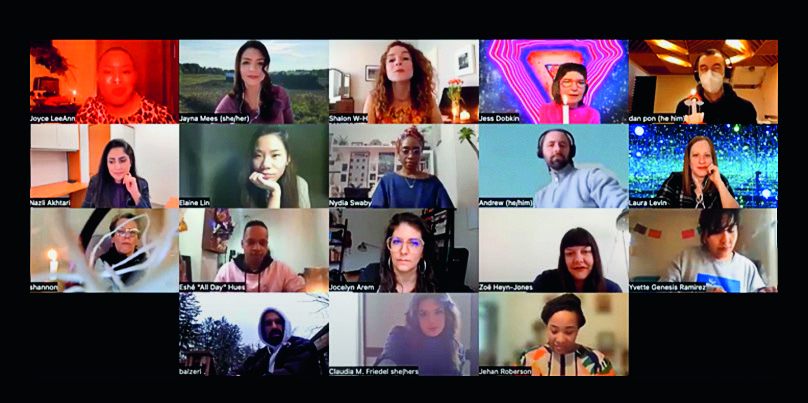 Joyce LeeAnn
Jayna Mees (she/her)
Shalon W-H
Jess Dobkin
dan pon (he him)
Nazli Akhtari
Elaine Lin
Nydia Swaby
Andrew (he/him)
Laura Levin
shannon
Eshé "All Day" Hues
Jocelyn Arem
Zoë Heyn-Jones
Yvette Genesis Ramirez
balzeri
Claudia M. Friedel she/hers
Jehan Roberson